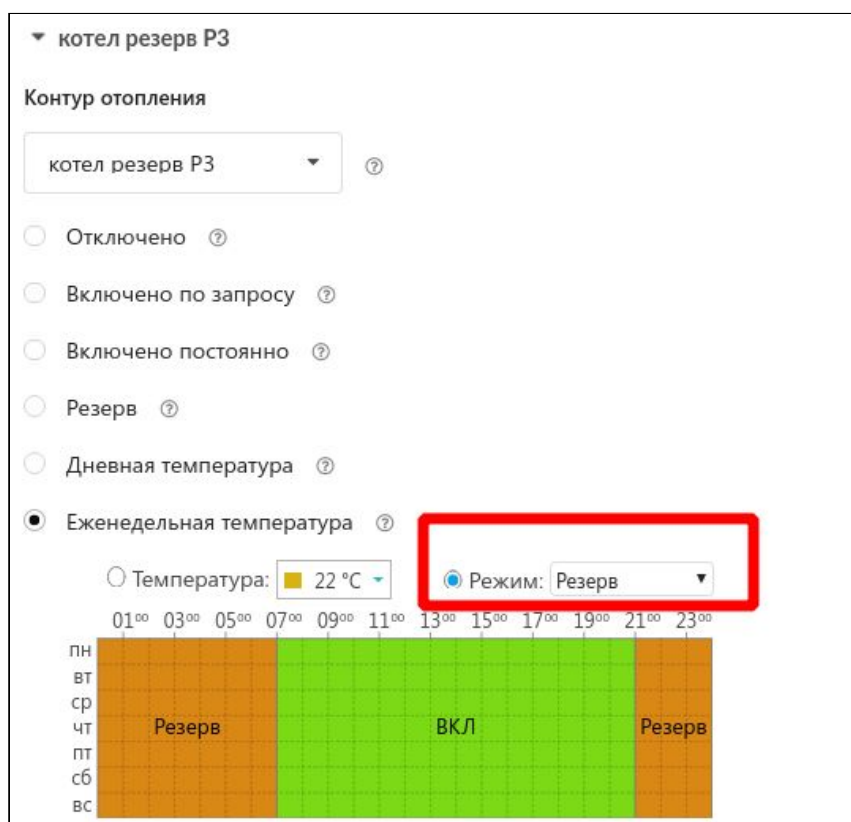 котел резерв Р3
Контур отопления
котел резерв Р3
Отключено
Включено по запросу
Включено постоянно
Резерв
Дневная температура
Еженедельная температура
Температура: 22 °C Режим: Резерв
01⁰⁰ 03⁰⁰ 05⁰⁰ 07⁰⁰ 09⁰⁰ 11⁰⁰ 13⁰⁰ 15⁰⁰ 17⁰⁰ 19⁰⁰ 21⁰⁰ 23⁰⁰
пн
вт
ср
чт Резерв ВКЛ Резерв
пт
сб
вс